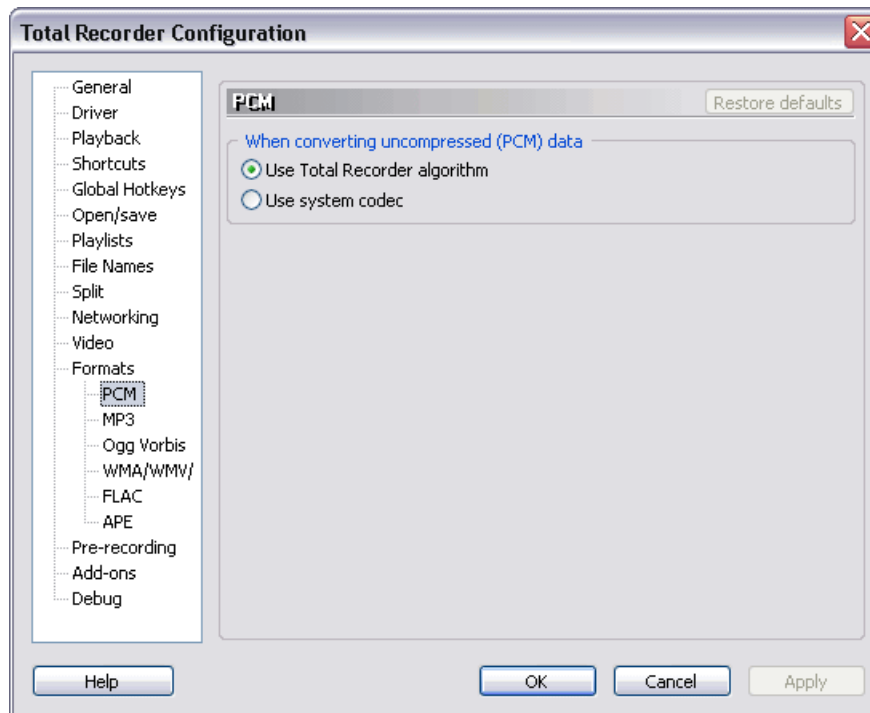 Total Recorder Configuration
General
Driver
Playback
Shortcuts
Global Hotkeys
Open/save
Playlists
File Names
Split
Networking
Video
Formats
PCM
MP3
Ogg Vorbis
WMA/WMV/
FLAC
APE
Pre-recording
Add-ons
Debug
PCM
Restore defaults
When converting uncompressed (PCM) data
Use Total Recorder algorithm
Use system codec
Help
OK
Cancel
Apply